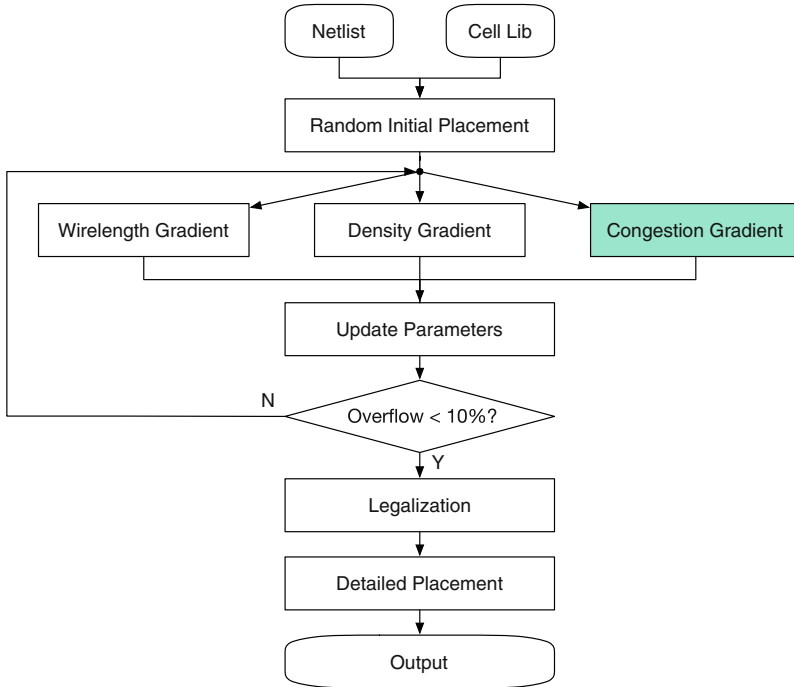 Netlist
Cell Lib
Random Initial Placement
Wirelength Gradient
Density Gradient
Congestion Gradient
Update Parameters
N
Overflow < 10%?
Y
Legalization
Detailed Placement
Output